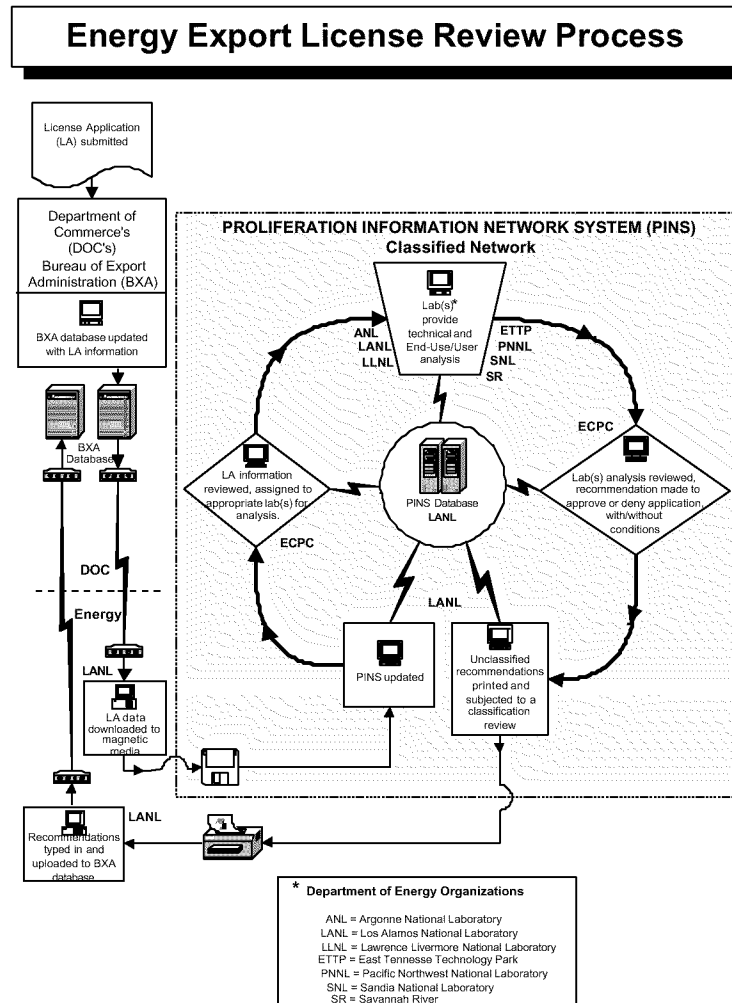 Energy Export License Review Process
License Application
(LA) submitted
Department of
Commerce's
(DOC's)
Bureau of Export
Administration (BXA)
BXA database updated
with LA information
BXA
Database
DOC
Energy
LANL
LA data
downloaded to
magnetic
media
LANL
Recommendations
typed in and
uploaded to BXA
database
PROLIFERATION INFORMATION NETWORK SYSTEM (PINS)
Classified Network
Lab(s)*
provide
technical and
End-Use/User
analysis
ANL
LANL
LLNL
ETTP
PNNL
SNL
SR
ECPC
LA information
reviewed, assigned to
appropriate lab(s) for
analysis.
ECPC
PINS Database
LANL
Lab(s) analysis reviewed,
recommendation made to
approve or deny application,
with/without
conditions
LANL
PINS updated
Unclassified
recommendations
printed and
subjected to a
classification
review
* Department of Energy Organizations
ANL = Argonne National Laboratory
LANL = Los Alamos National Laboratory
LLNL = Lawrence Livermore National Laboratory
ETTP = East Tennesse Technology Park
PNNL = Pacific Northwest National Laboratory
SNL = Sandia National Laboratory
SR = Savannah River